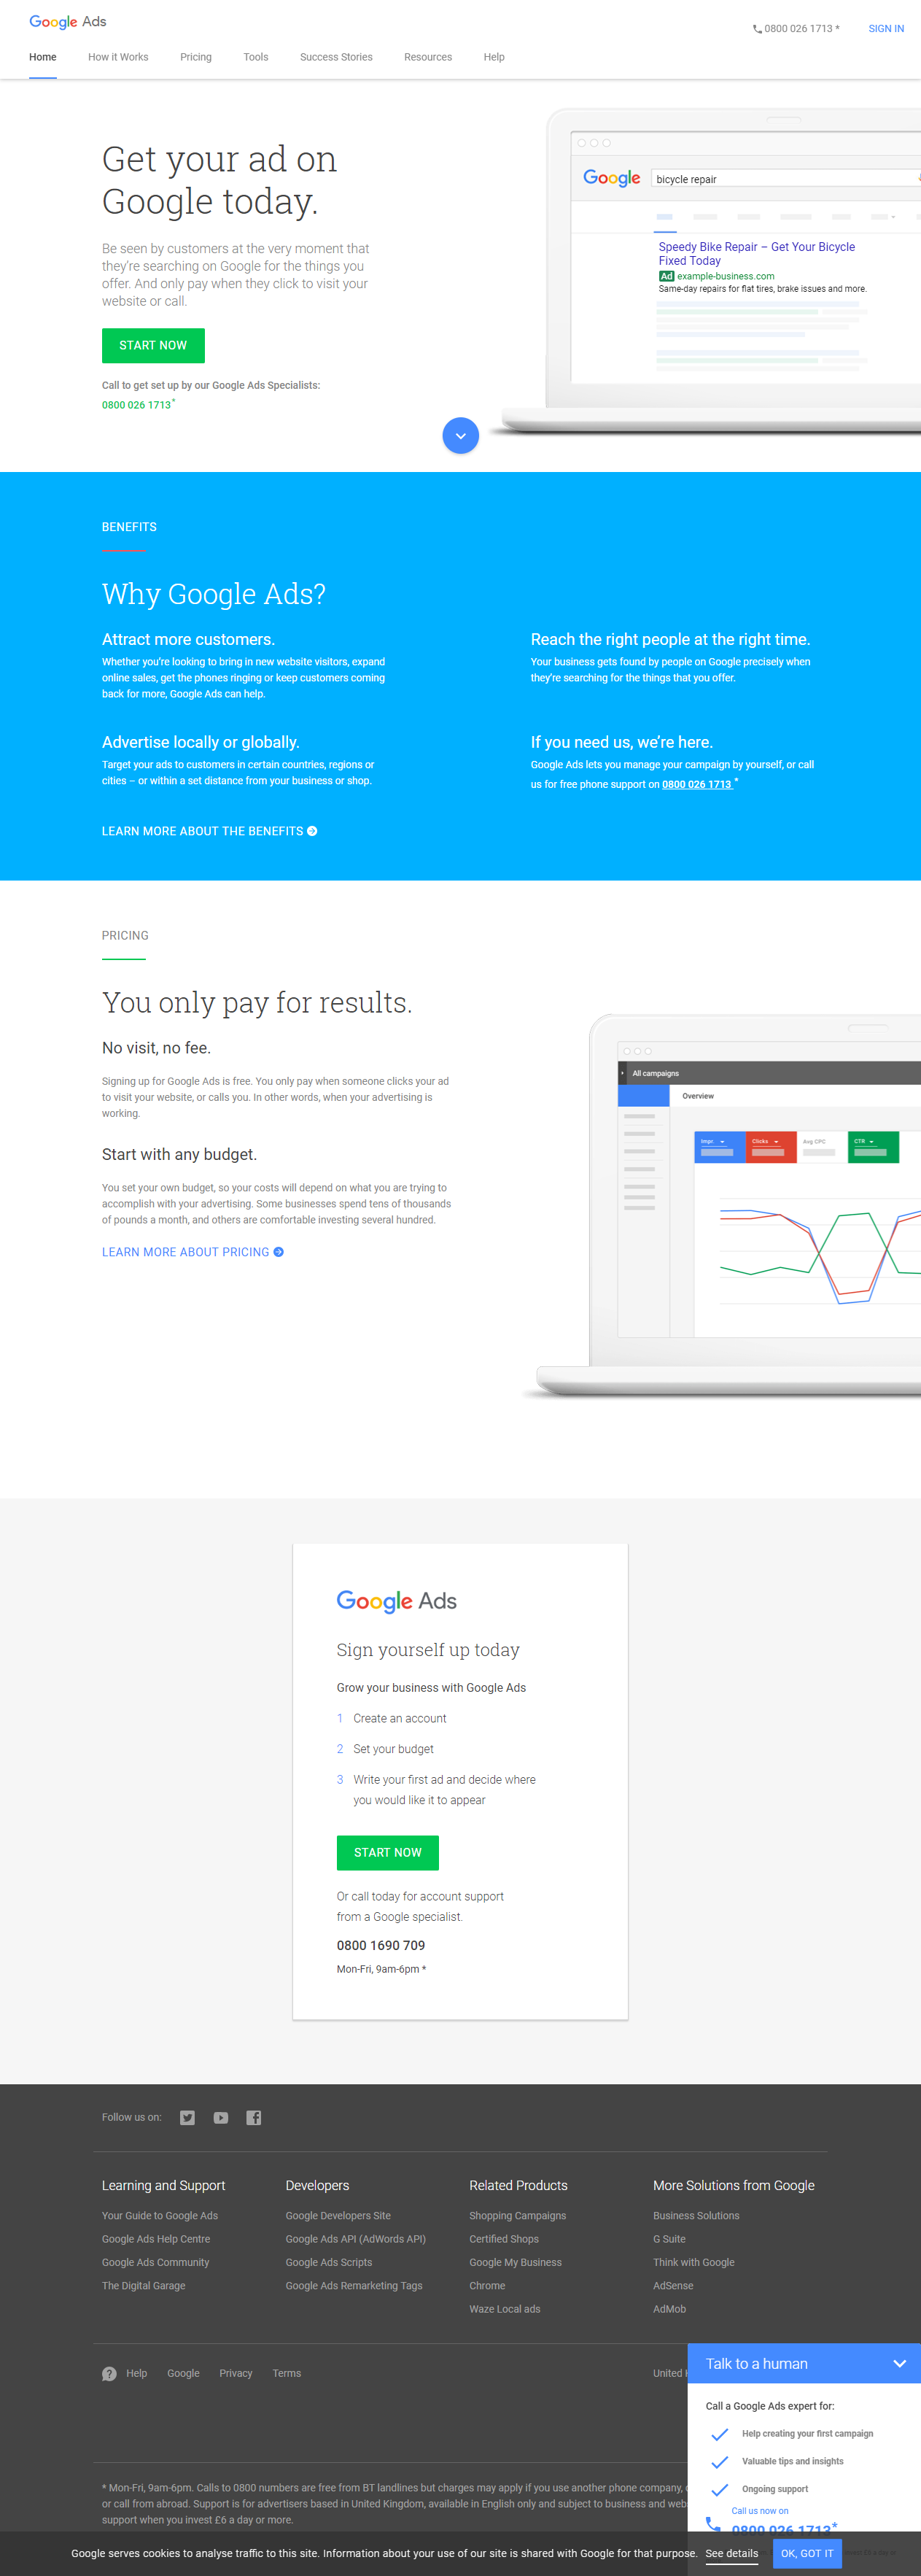 Google Ads
0800 026 1713 *
SIGN IN
Home How it Works Pricing Tools Success Stories Resources Help
Get your ad on
Google today.
Be seen by customers at the very moment that
they're searching on Google for the things you
offer. And only pay when they click to visit your
website or call.
START NOW
Call to get set up by our Google Ads Specialists:
0800 026 1713*
Google bicycle repair
Speedy Bike Repair – Get Your Bicycle
Fixed Today
Ad example-business.com
Same-day repairs for flat tires, brake issues and more.
BENEFITS
Why Google Ads?
Attract more customers.
Whether you're looking to bring in new website visitors, expand
online sales, get the phones ringing or keep customers coming
back for more, Google Ads can help.
Reach the right people at the right time.
Your business gets found by people on Google precisely when
they're searching for the things that you offer.
Advertise locally or globally.
Target your ads to customers in certain countries, regions or
cities – or within a set distance from your business or shop.
If you need us, we're here.
Google Ads lets you manage your campaign by yourself, or call
us for free phone support on 0800 026 1713 *
LEARN MORE ABOUT THE BENEFITS
PRICING
You only pay for results.
No visit, no fee.
Signing up for Google Ads is free. You only pay when someone clicks your ad
to visit your website, or calls you. In other words, when your advertising is
working.
Start with any budget.
You set your own budget, so your costs will depend on what you are trying to
accomplish with your advertising. Some businesses spend tens of thousands
of pounds a month, and others are comfortable investing several hundred.
LEARN MORE ABOUT PRICING
All campaigns
Overview
Impr. Clicks Avg CPC CTR
Google Ads
Sign yourself up today
Grow your business with Google Ads
1 Create an account
2 Set your budget
3 Write your first ad and decide where
you would like it to appear
START NOW
Or call today for account support
from a Google specialist.
0800 1690 709
Mon-Fri, 9am-6pm *
Follow us on:
Learning and Support
Your Guide to Google Ads
Google Ads Help Centre
Google Ads Community
The Digital Garage
Developers
Google Developers Site
Google Ads API (AdWords API)
Google Ads Scripts
Google Ads Remarketing Tags
Related Products
Shopping Campaigns
Certified Shops
Google My Business
Chrome
Waze Local ads
More Solutions from Google
Business Solutions
G Suite
Think with Google
AdSense
AdMob
Help Google Privacy Terms
United
* Mon-Fri, 9am-6pm. Calls to 0800 numbers are free from BT landlines but charges may apply if you use another phone company,
or call from abroad. Support is for advertisers based in United Kingdom, available in English only and subject to business and
support when you invest £6 a day or more.
Talk to a human
Call a Google Ads expert for:
Help creating your first campaign
Valuable tips and insights
Ongoing support
Call us now on
0800 026 1713*
Google serves cookies to analyse traffic to this site. Information about your use of our site is shared with Google for that purpose. See details OK, GOT IT